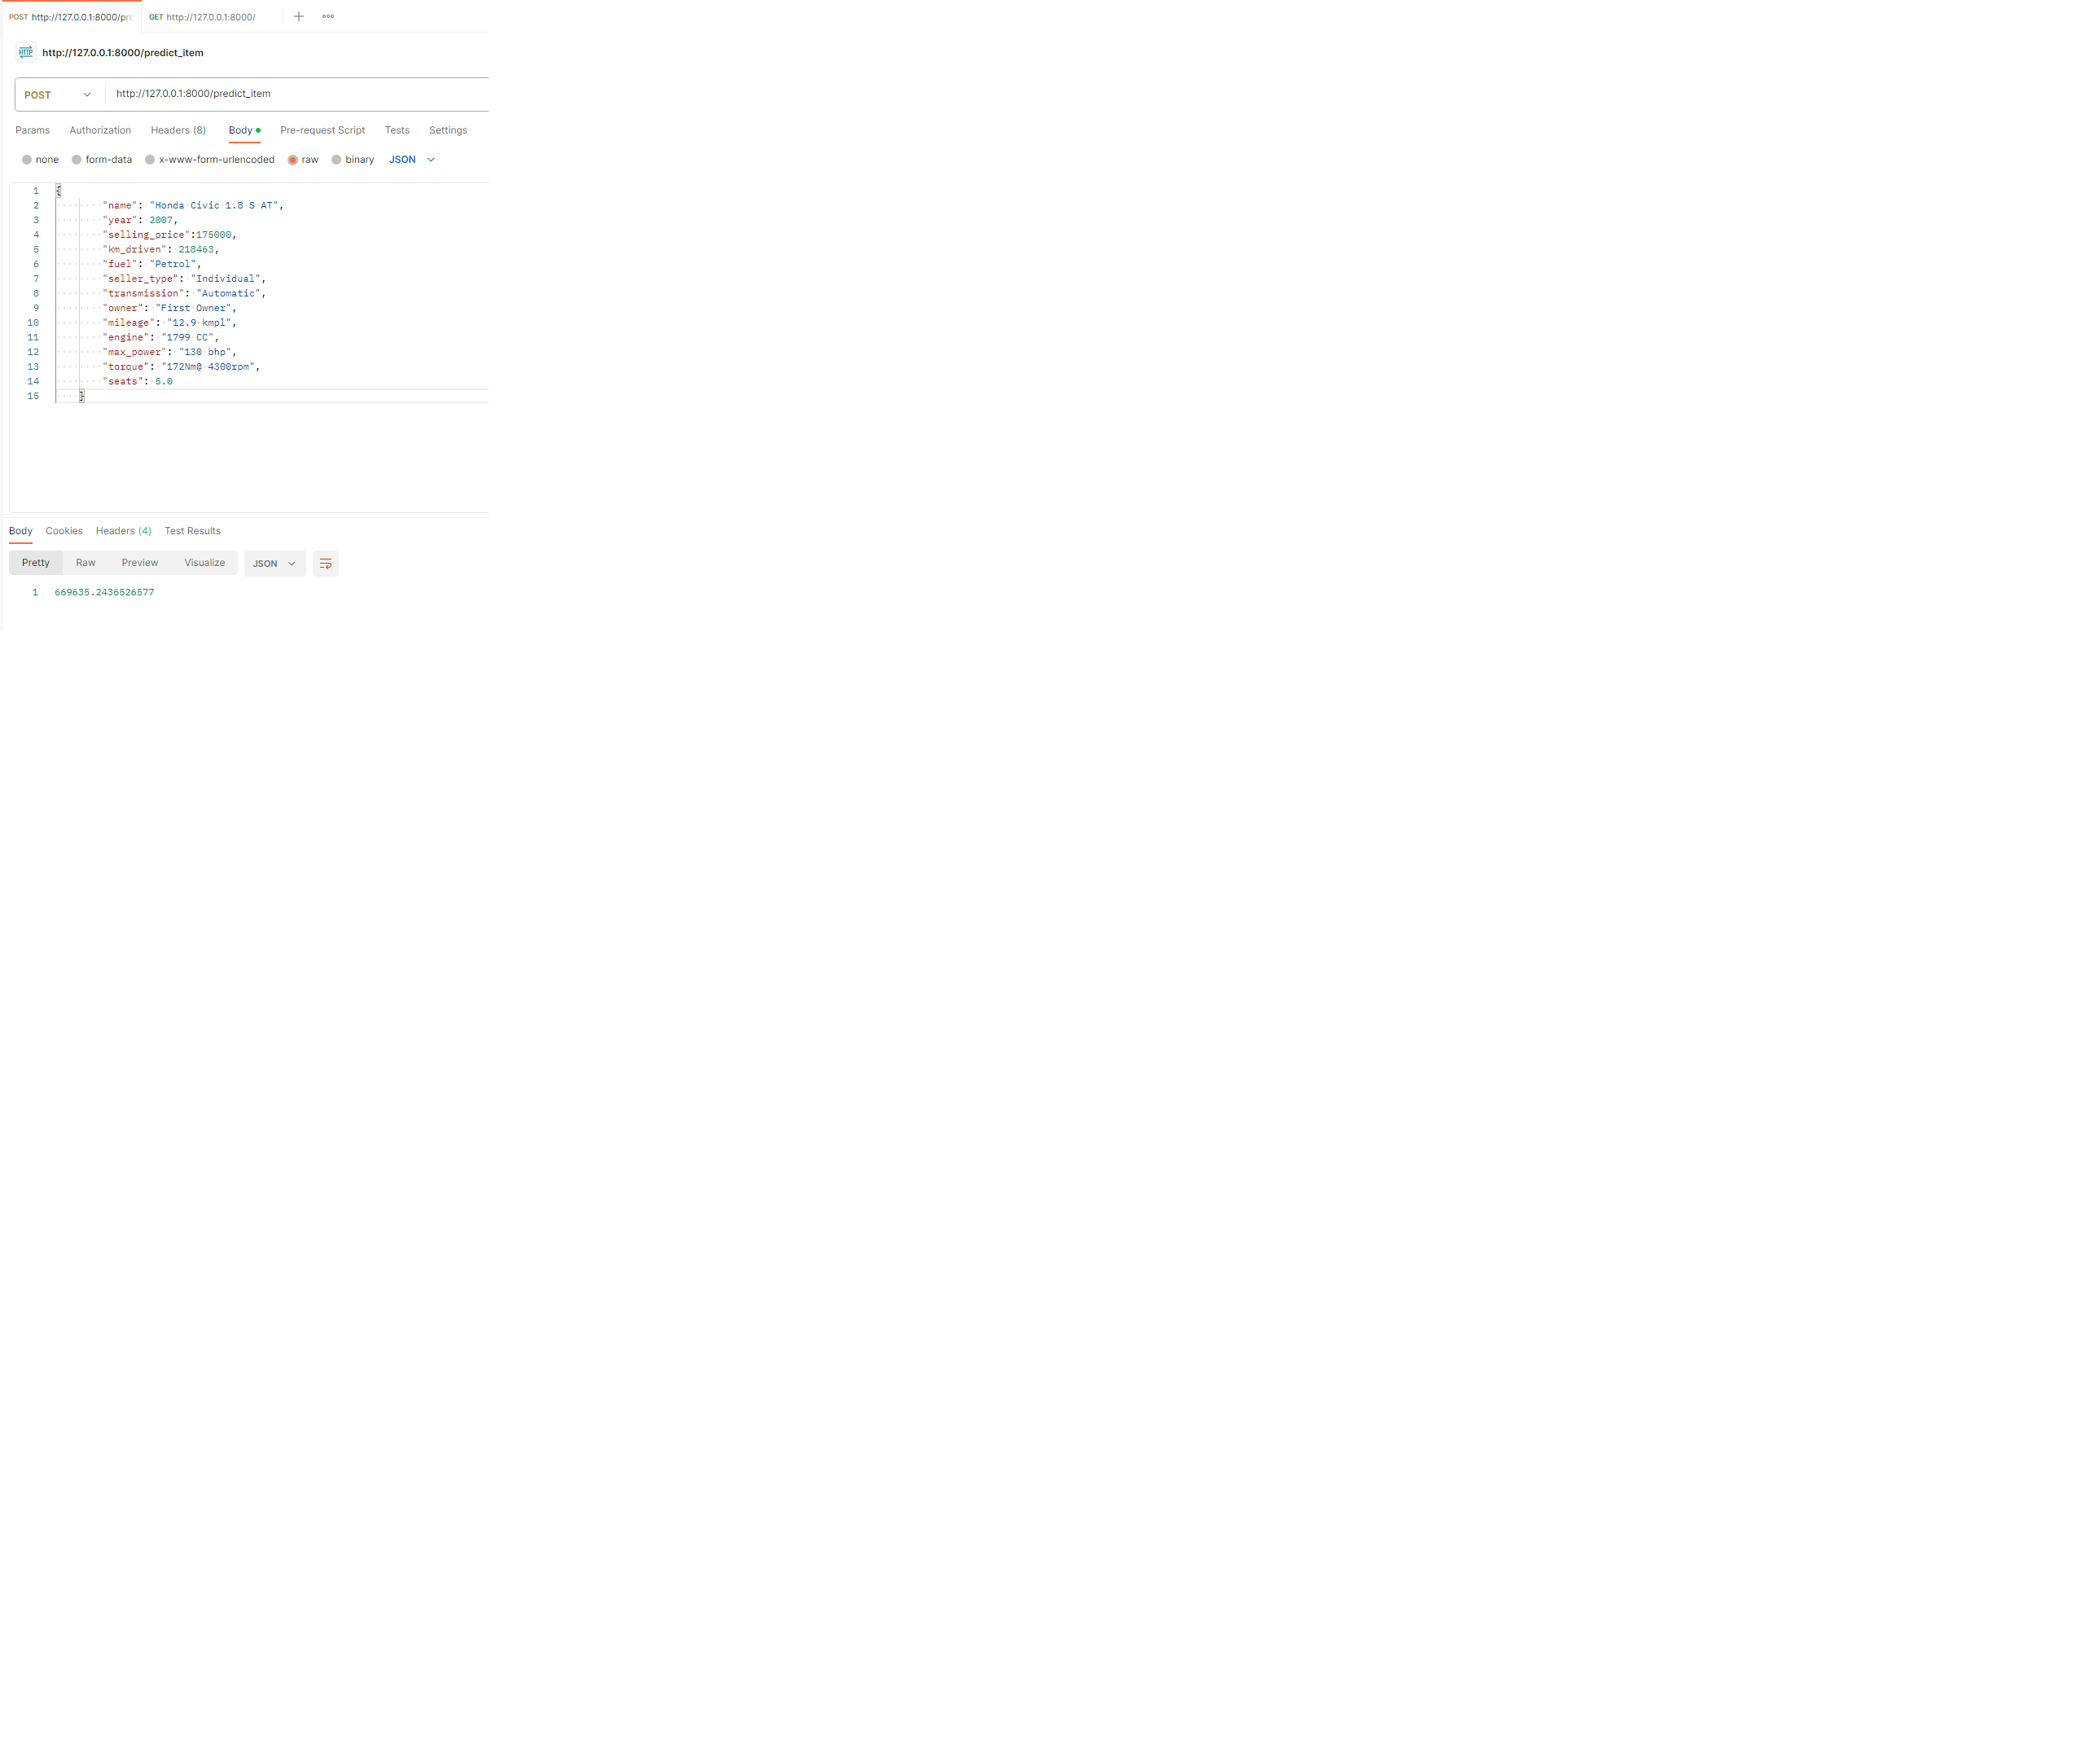 POST http://127.0.0.1:8000/pre GET http://127.0.0.1:8000/
HTTP http://127.0.0.1:8000/predict_item
POST http://127.0.0.1:8000/predict_item
Params Authorization Headers (8) Body Pre-request Script Tests Settings
none form-data x-www-form-urlencoded raw binary JSON
1 {
2 "name": "Honda Civic 1.8 S AT",
3 "year": 2007,
4 "selling_price":175000,
5 "km_driven": 218463,
6 "fuel": "Petrol",
7 "seller_type": "Individual",
8 "transmission": "Automatic",
9 "owner": "First Owner",
10 "mileage": "12.9 kmpl",
11 "engine": "1799 CC",
12 "max_power": "130 bhp",
13 "torque": "172Nm@ 4300rpm",
14 "seats": 5.0
15 }
Body Cookies Headers (4) Test Results
Pretty Raw Preview Visualize JSON
1 669635.2436526577